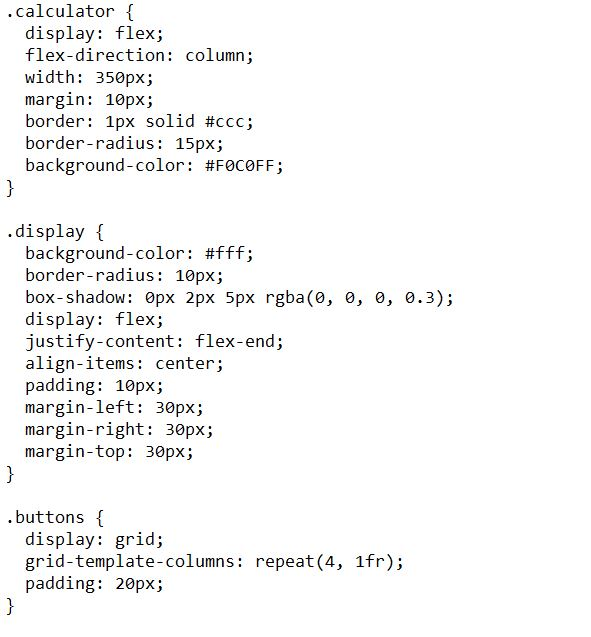 .calculator {
  display: flex;
  flex-direction: column;
  width: 350px;
  margin: 10px;
  border: 1px solid #ccc;
  border-radius: 15px;
  background-color: #F0C0FF;
}

.display {
  background-color: #fff;
  border-radius: 10px;
  box-shadow: 0px 2px 5px rgba(0, 0, 0, 0.3);
  display: flex;
  justify-content: flex-end;
  align-items: center;
  padding: 10px;
  margin-left: 30px;
  margin-right: 30px;
  margin-top: 30px;
}

.buttons {
  display: grid;
  grid-template-columns: repeat(4, 1fr);
  padding: 20px;
}